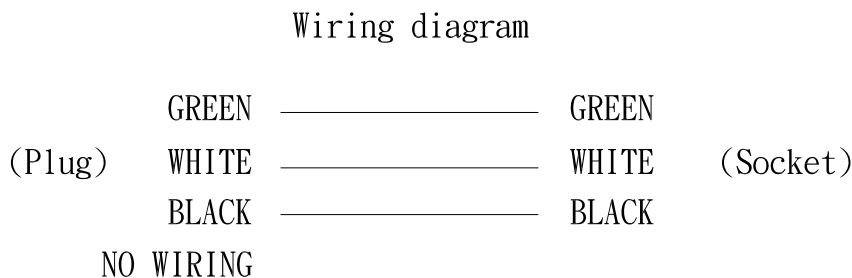 Wiring diagram
GREEN GREEN
(Plug) WHITE WHITE (Socket)
BLACK BLACK
NO WIRING